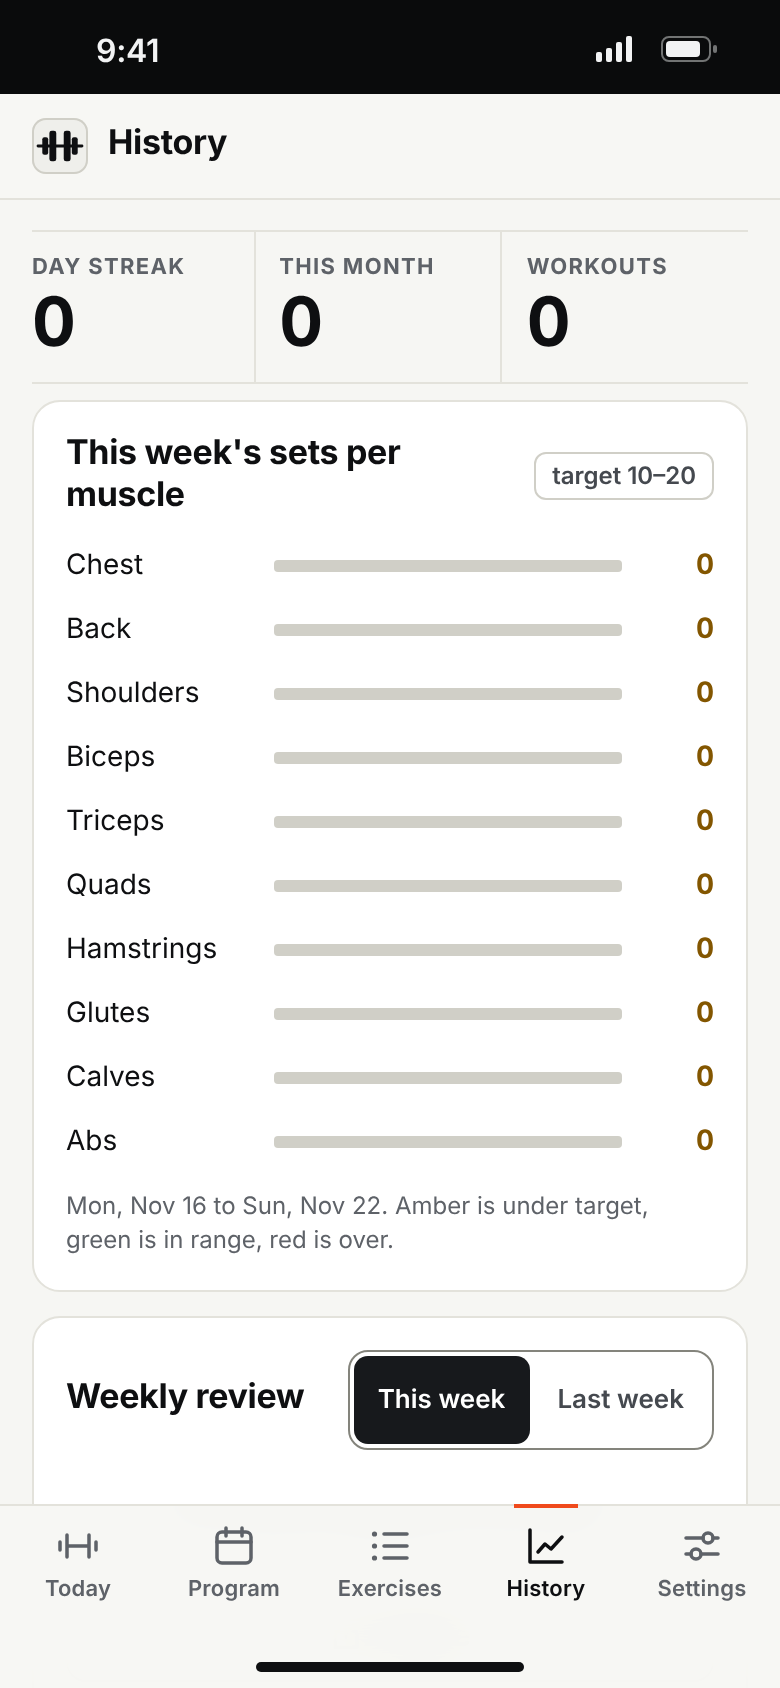 9:41
History
DAY STREAK
0
THIS MONTH
0
WORKOUTS
0
This week's sets per
muscle
target 10–20
Chest 0
Back 0
Shoulders 0
Biceps 0
Triceps 0
Quads 0
Hamstrings 0
Glutes 0
Calves 0
Abs 0
Mon, Nov 16 to Sun, Nov 22. Amber is under target,
green is in range, red is over.
Weekly review
This week
Last week
Today
Program
Exercises
History
Settings